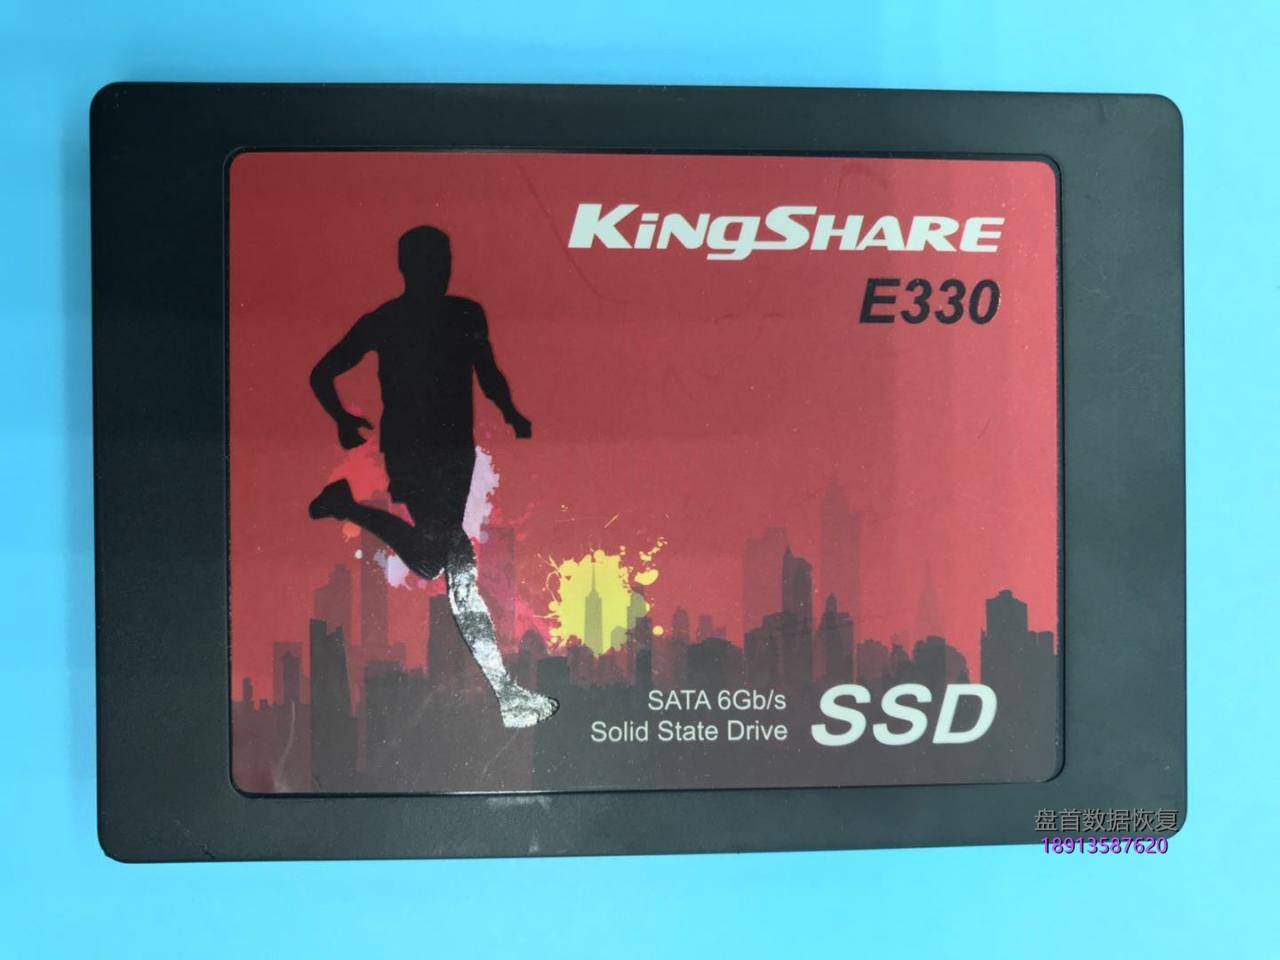 KingSHARE
E330
SATA 6Gb/s
Solid State Drive
SSD
盘首数据恢复
18913587620